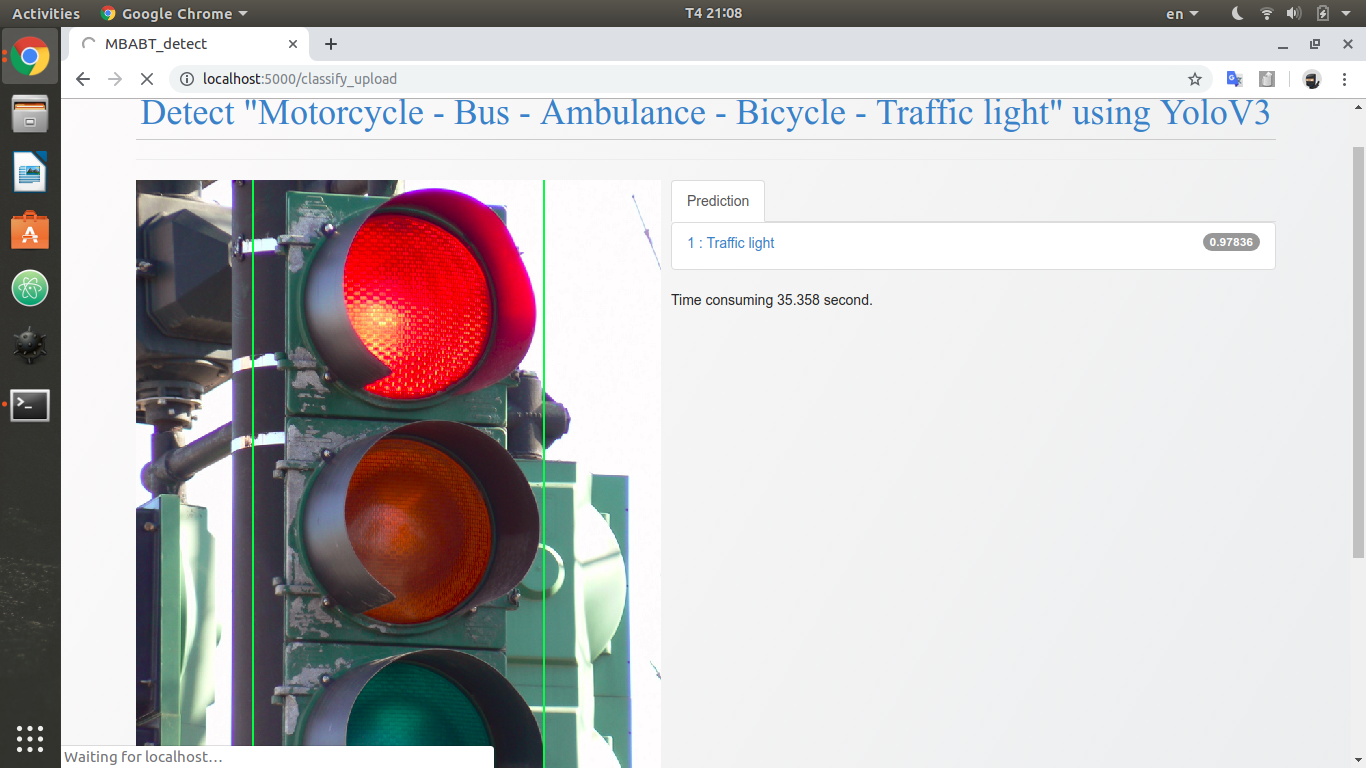 Activities
Google Chrome
T4 21:08
en
MBABT_detect
localhost:5000/classify_upload
Detect "Motorcycle - Bus - Ambulance - Bicycle - Traffic light" using YoloV3
Prediction
1 : Traffic light
0.97836
Time consuming 35.358 second.
Waiting for localhost...